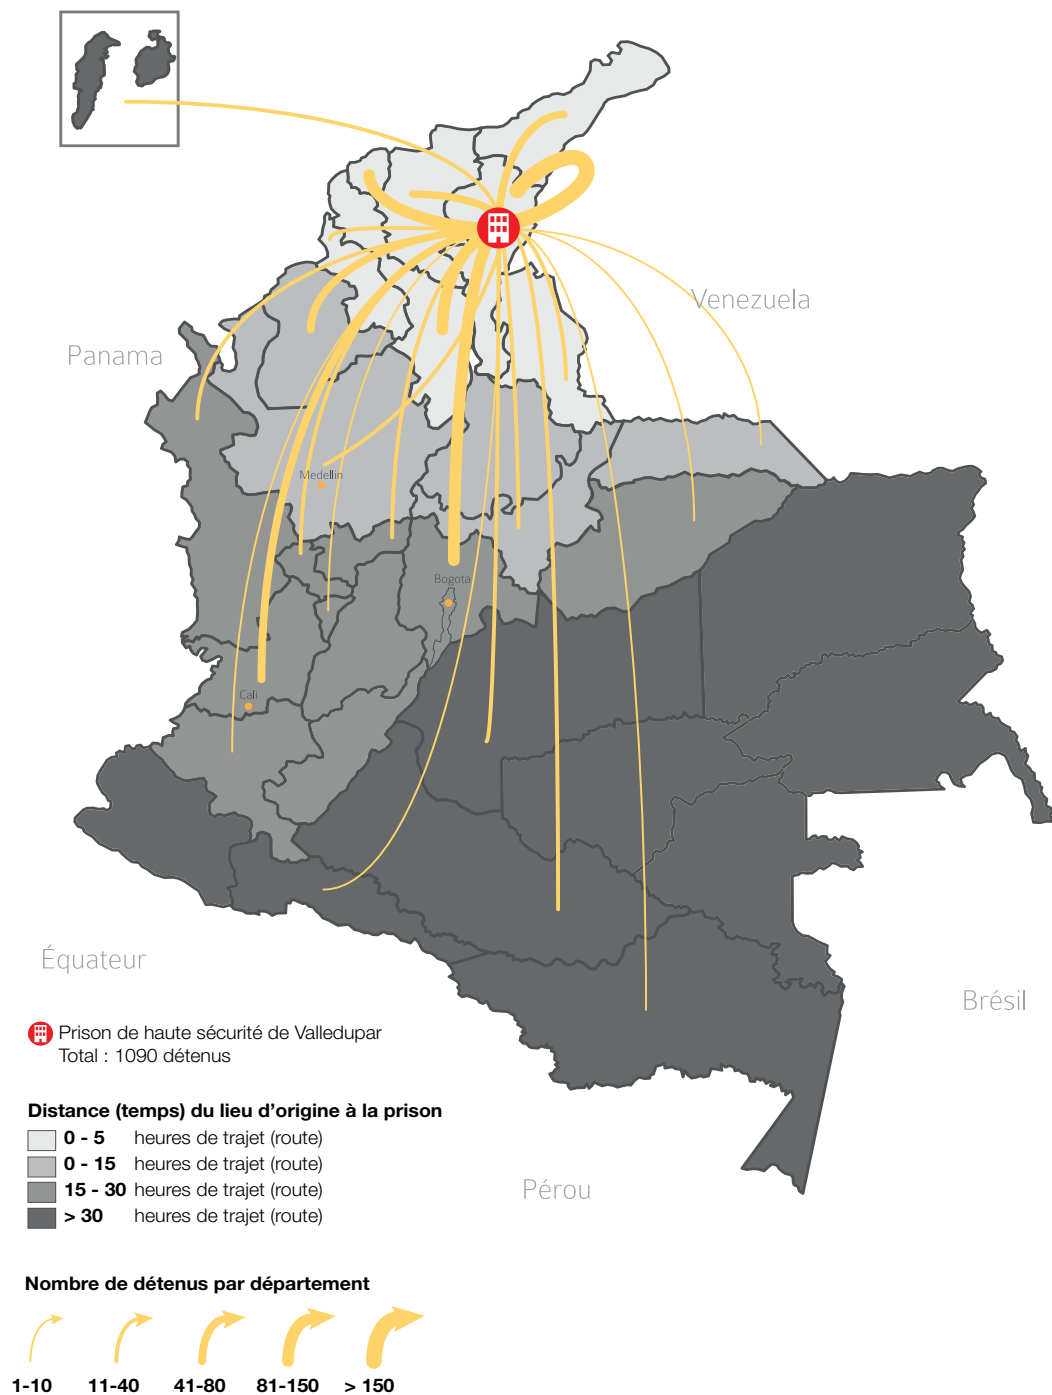 Venezuela
Panama
Medellin
Bogota
Cali
Équateur
Brésil
Pérou
Prison de haute sécurité de Valledupar
Total : 1090 détenus
Distance (temps) du lieu d’origine à la prison
0 - 5 heures de trajet (route)
0 - 15 heures de trajet (route)
15 - 30 heures de trajet (route)
> 30 heures de trajet (route)
Nombre de détenus par département
1-10 11-40 41-80 81-150 > 150